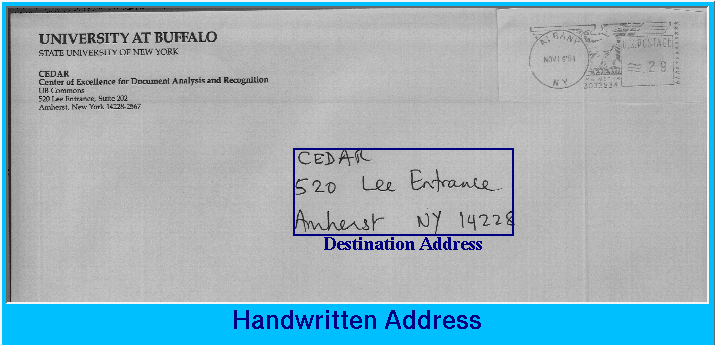 UNIVERSITY AT BUFFALO
STATE UNIVERSITY OF NEW YORK
CEDAR
Center of Excellence for Document Analysis and Recognition
UB Commons
520 Lee Entrance, Suite 202
Amherst, New York 14228-2567
ALBANY
NY
U.S. POSTAGE
.29
CEDAR
520 Lee Entrance
Amherst NY 14228
Destination Address
Handwritten Address